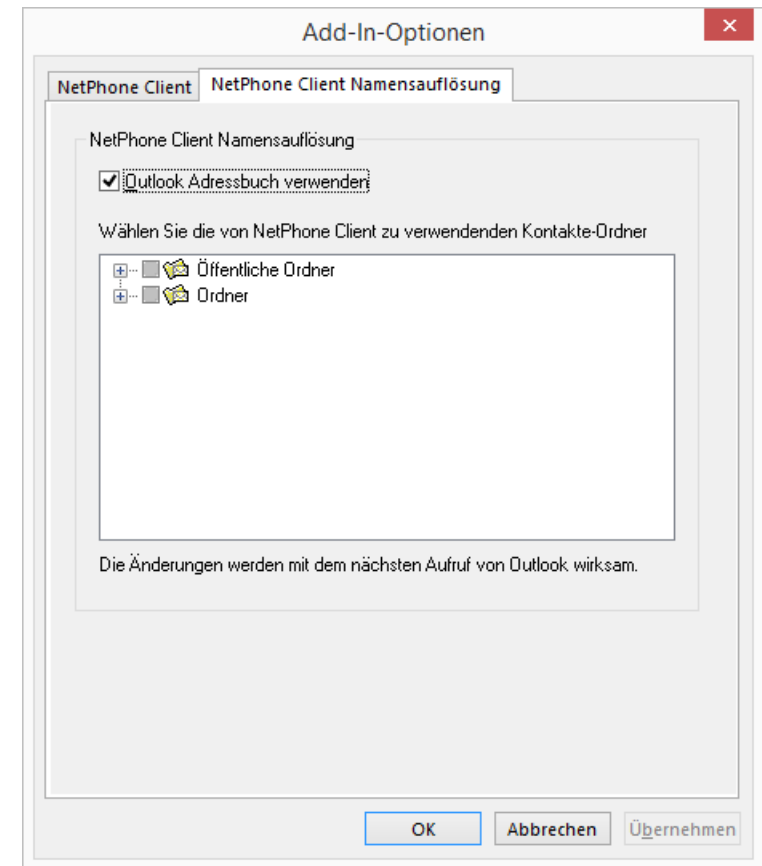 Add-In-Optionen
NetPhone Client
NetPhone Client Namensauflösung
NetPhone Client Namensauflösung
Outlook Adressbuch verwenden
Wählen Sie die von NetPhone Client zu verwendenden Kontakte-Ordner
Öffentliche Ordner
Ordner
Die Änderungen werden mit dem nächsten Aufruf von Outlook wirksam.
OK
Abbrechen
Übernehmen